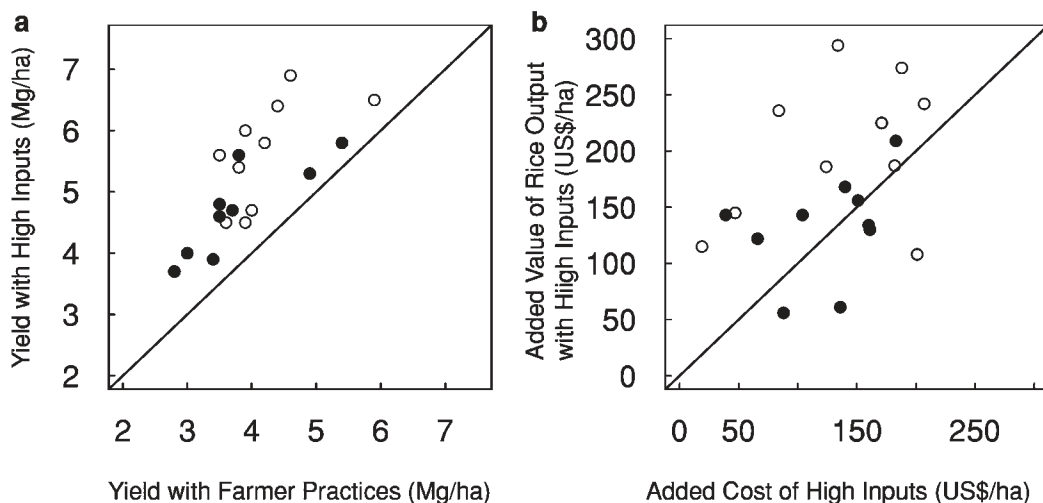 a
Yield with High Inputs (Mg/ha)
7
6
5
4
3
2
2 3 4 5 6 7
Yield with Farmer Practices (Mg/ha)
b
Added Value of Rice Output
with Hiigh Inputs (US$/ha)
300
250
200
150
100
50
0
0 50 150 250
Added Cost of High Inputs (US$/ha)